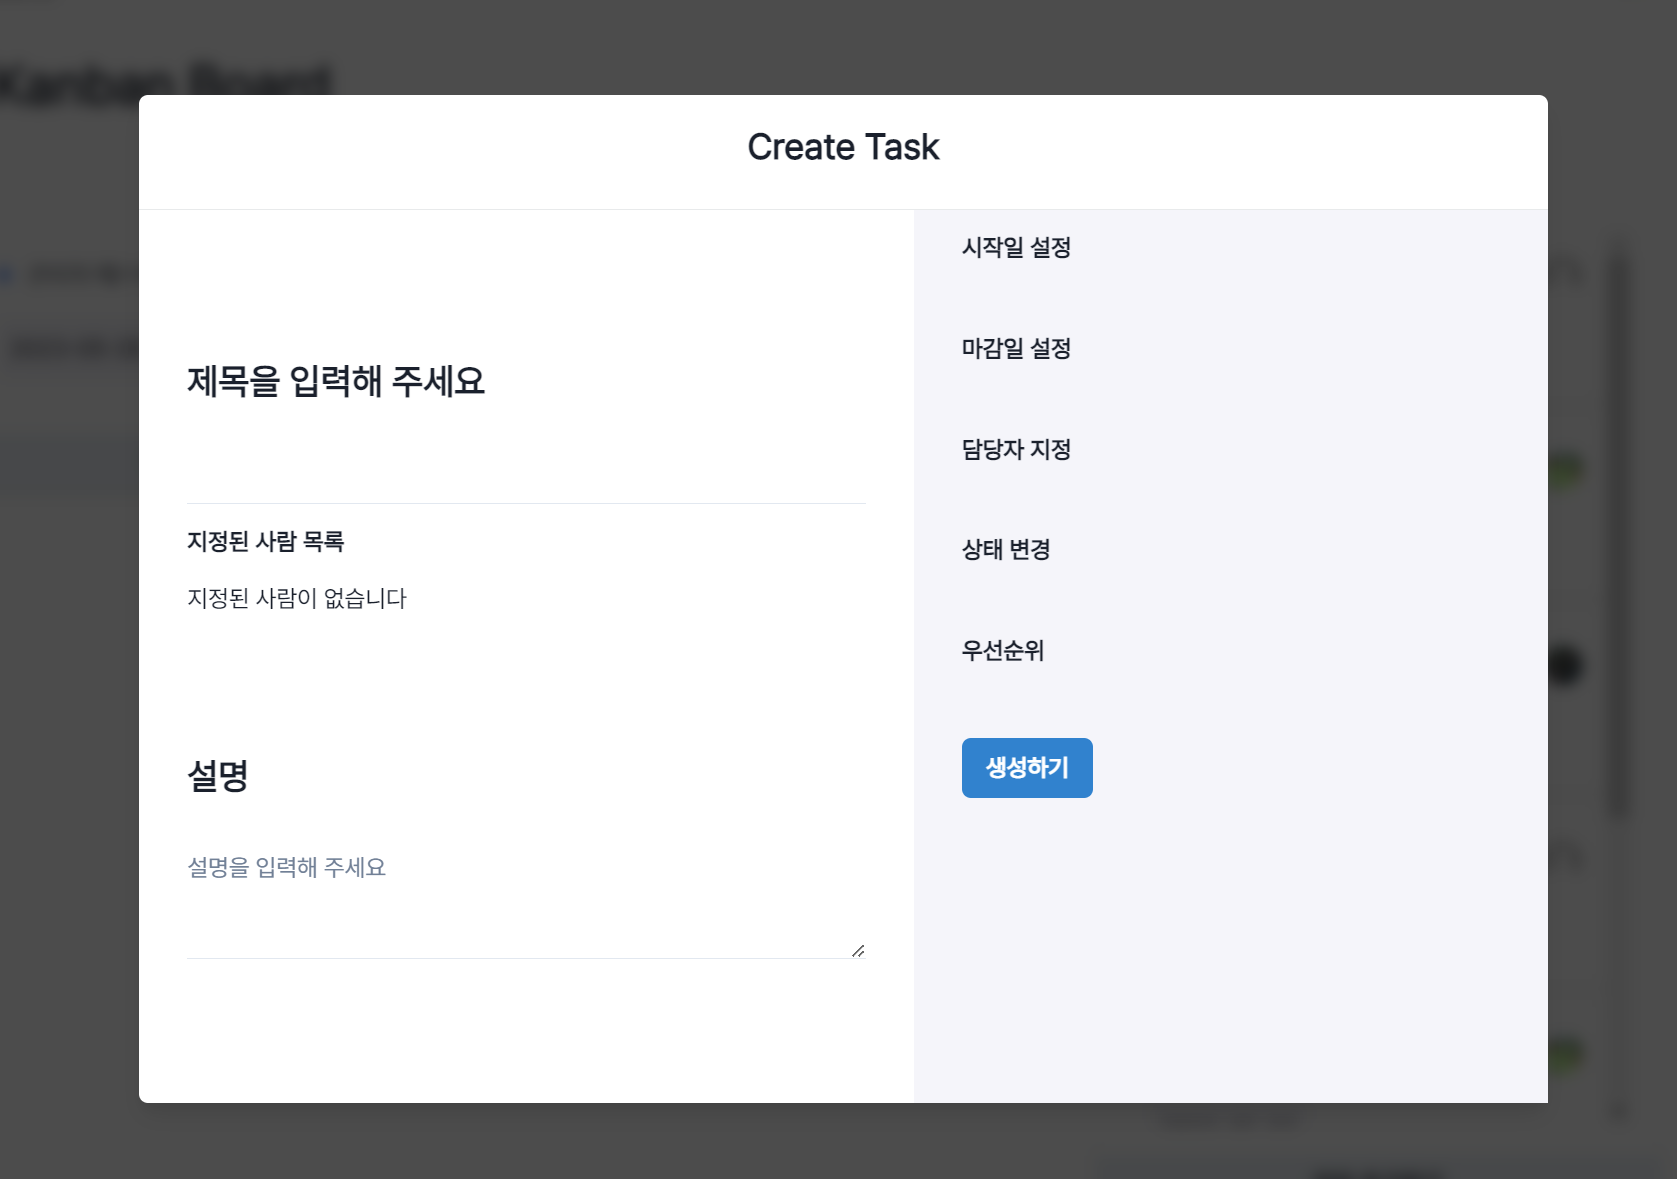 Kanban Board
Create Task
제목을 입력해 주세요
지정된 사람 목록
지정된 사람이 없습니다
설명
설명을 입력해 주세요
시작일 설정
마감일 설정
담당자 지정
상태 변경
우선순위
생성하기